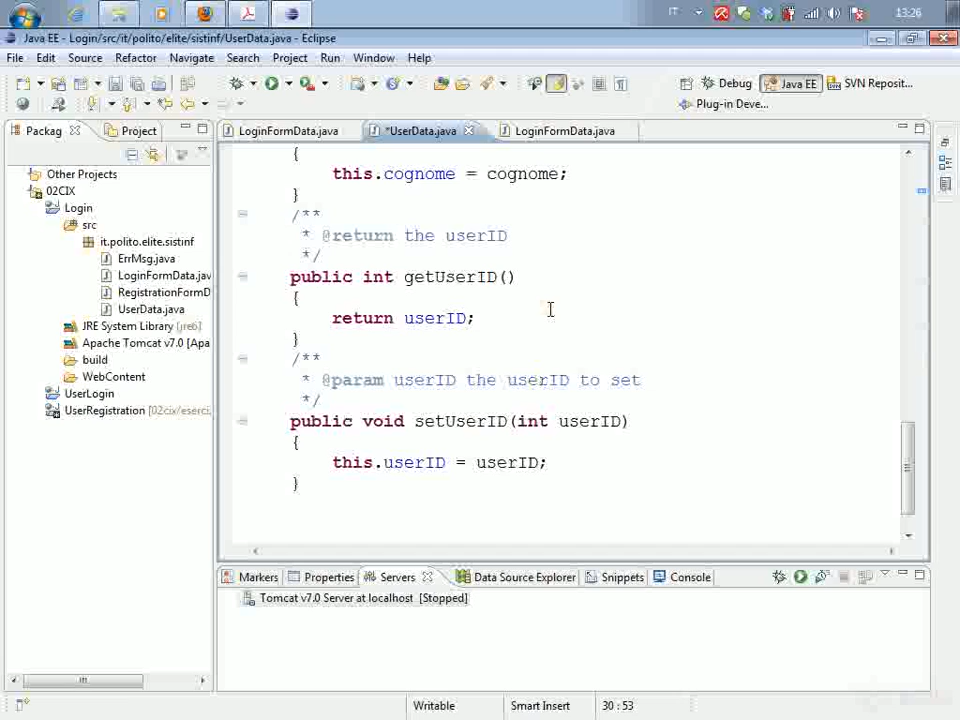 IT
13:26
Java EE - Login/src/it/polito/elite/sistinf/UserData.java - Eclipse
File Edit Source Refactor Navigate Search Project Run Window Help
Debug Java EE SVN Reposit...
Plug-in Deve...
Packag Project
LoginFormData.java *UserData.java LoginFormData.java
Other Projects
02CIX
Login
src
it.polito.elite.sistinf
ErrMsg.java
LoginFormData.jav
RegistrationFormD
UserData.java
JRE System Library [jre6]
Apache Tomcat v7.0 [Apa
build
WebContent
UserLogin
UserRegistration [02cix/eserci
{
this.cognome = cognome;
}
/**
* @return the userID
*/
public int getUserID()
{
return userID;
}
/**
* @param userID the userID to set
*/
public void setUserID(int userID)
{
this.userID = userID;
}
Markers Properties Servers Data Source Explorer Snippets Console
Tomcat v7.0 Server at localhost [Stopped]
Writable Smart Insert 30 : 53